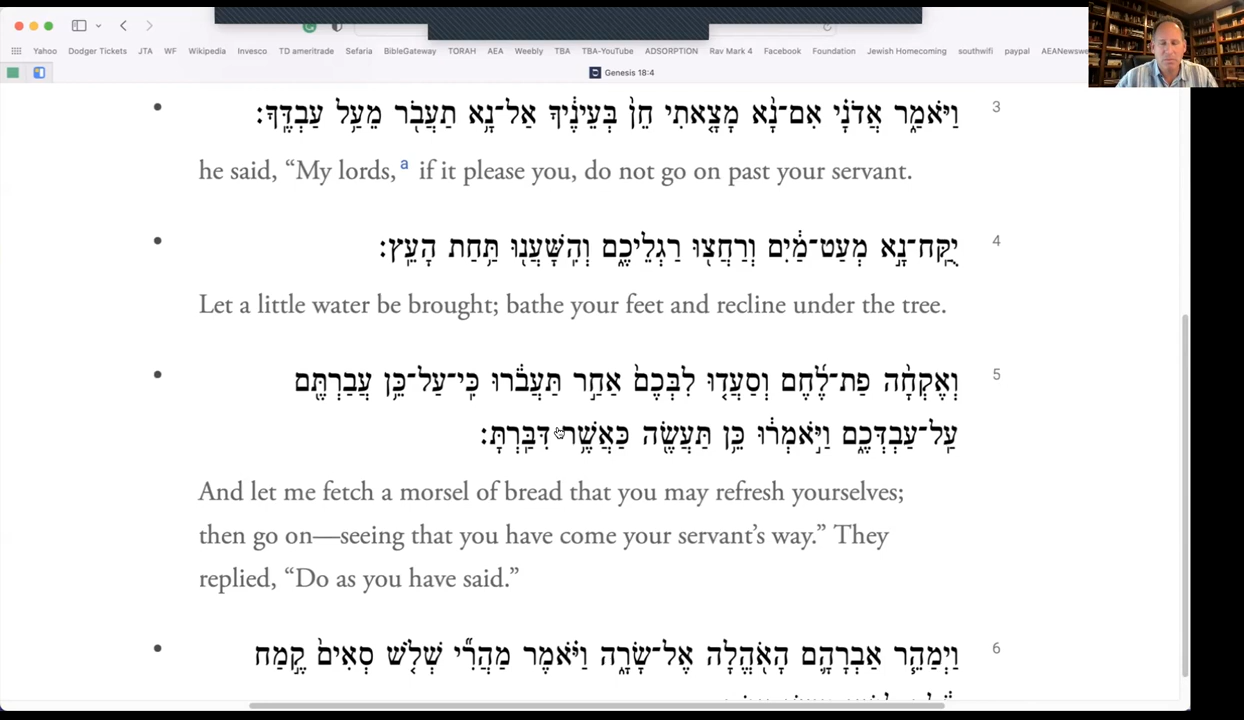 Yahoo Dodger Tickets JTA WF Wikipedia Invesco TD ameritrade Sefaria BibleGateway TORAH AEA Weebly TBA TBA-YouTube ADSORPTION Rav Mark 4 Facebook Foundation Jewish Homecoming southwifi paypal AEANewswe
Genesis 18:4
3
וַיֹּאמַ֑ר אֲדֹנָ֗י אִם־נָ֨א מָצָ֤אתִי חֵן֙ בְּעֵינֶ֔יךָ אַל־נָ֥א תַעֲבֹ֖ר מֵעַ֥ל עַבְדֶּֽךָ׃
he said, “My lords,a if it please you, do not go on past your servant.
4
יֻקַּֽח־נָ֣א מְעַט־מַ֔יִם וְרַחֲצ֖וּ רַגְלֵיכֶ֑ם וְהִֽשָּׁעֲנ֖וּ תַּ֥חַת הָעֵֽץ׃
Let a little water be brought; bathe your feet and recline under the tree.
5
וְאֶקְחָ֨ה פַת־לֶ֜חֶם וְסַעֲד֤וּ לִבְּכֶם֙ אַחַ֣ר תַּעֲבֹ֔רוּ כִּֽי־עַל־כֵּ֥ן עֲבַרְתֶּ֖ם
עַֽל־עַבְדְּכֶ֑ם וַיֹּ֣אמְר֔וּ כֵּ֥ן תַּעֲשֶׂ֖ה כַּאֲשֶׁ֥ר דִּבַּֽרְתָּ׃
And let me fetch a morsel of bread that you may refresh yourselves;
then go on—seeing that you have come your servant’s way.” They
replied, “Do as you have said.”
6
וַיְמַהֵ֧ר אַבְרָהָ֛ם הָאֹ֖הֱלָה אֶל־שָׂרָ֑ה וַיֹּ֗אמֶר מַהֲרִ֞י שְׁלֹ֤שׁ סְאִים֙ קֶ֣מַח